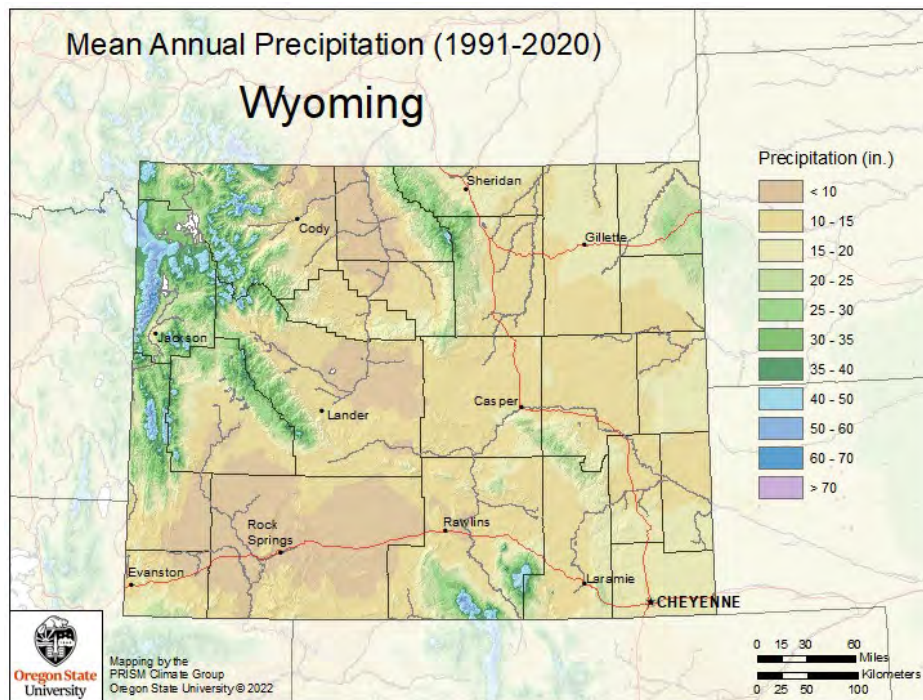 Mean Annual Precipitation (1991-2020)
Wyoming
Precipitation (in.)
< 10
10 - 15
15 - 20
20 - 25
25 - 30
30 - 35
35 - 40
40 - 50
50 - 60
60 - 70
> 70
Sheridan
Cody
Gillette
Jackson
Lander
Casper
Rock
Springs
Rawlins
Evanston
Laramie
CHEYENNE
Oregon State
University
Mapping by the
PRISM Climate Group
Oregon State University © 2022
0 15 30 60
Miles
Kilometers
0 25 50 100